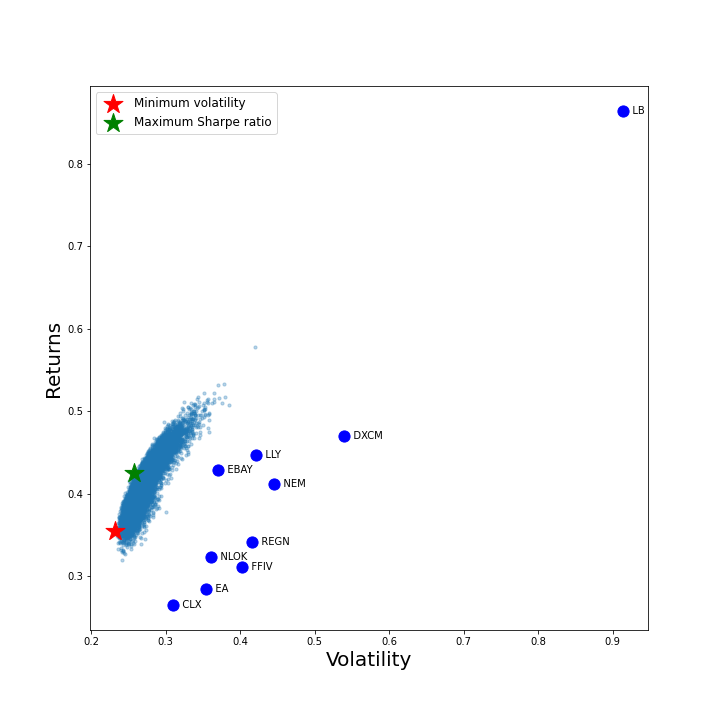 Minimum volatility
Maximum Sharpe ratio
LB
0.8
0.7
0.6
0.5
0.4
0.3
Returns
DXCM
LLY
EBAY
NEM
REGN
NLOK
FFIV
EA
CLX
0.2 0.3 0.4 0.5 0.6 0.7 0.8 0.9
Volatility